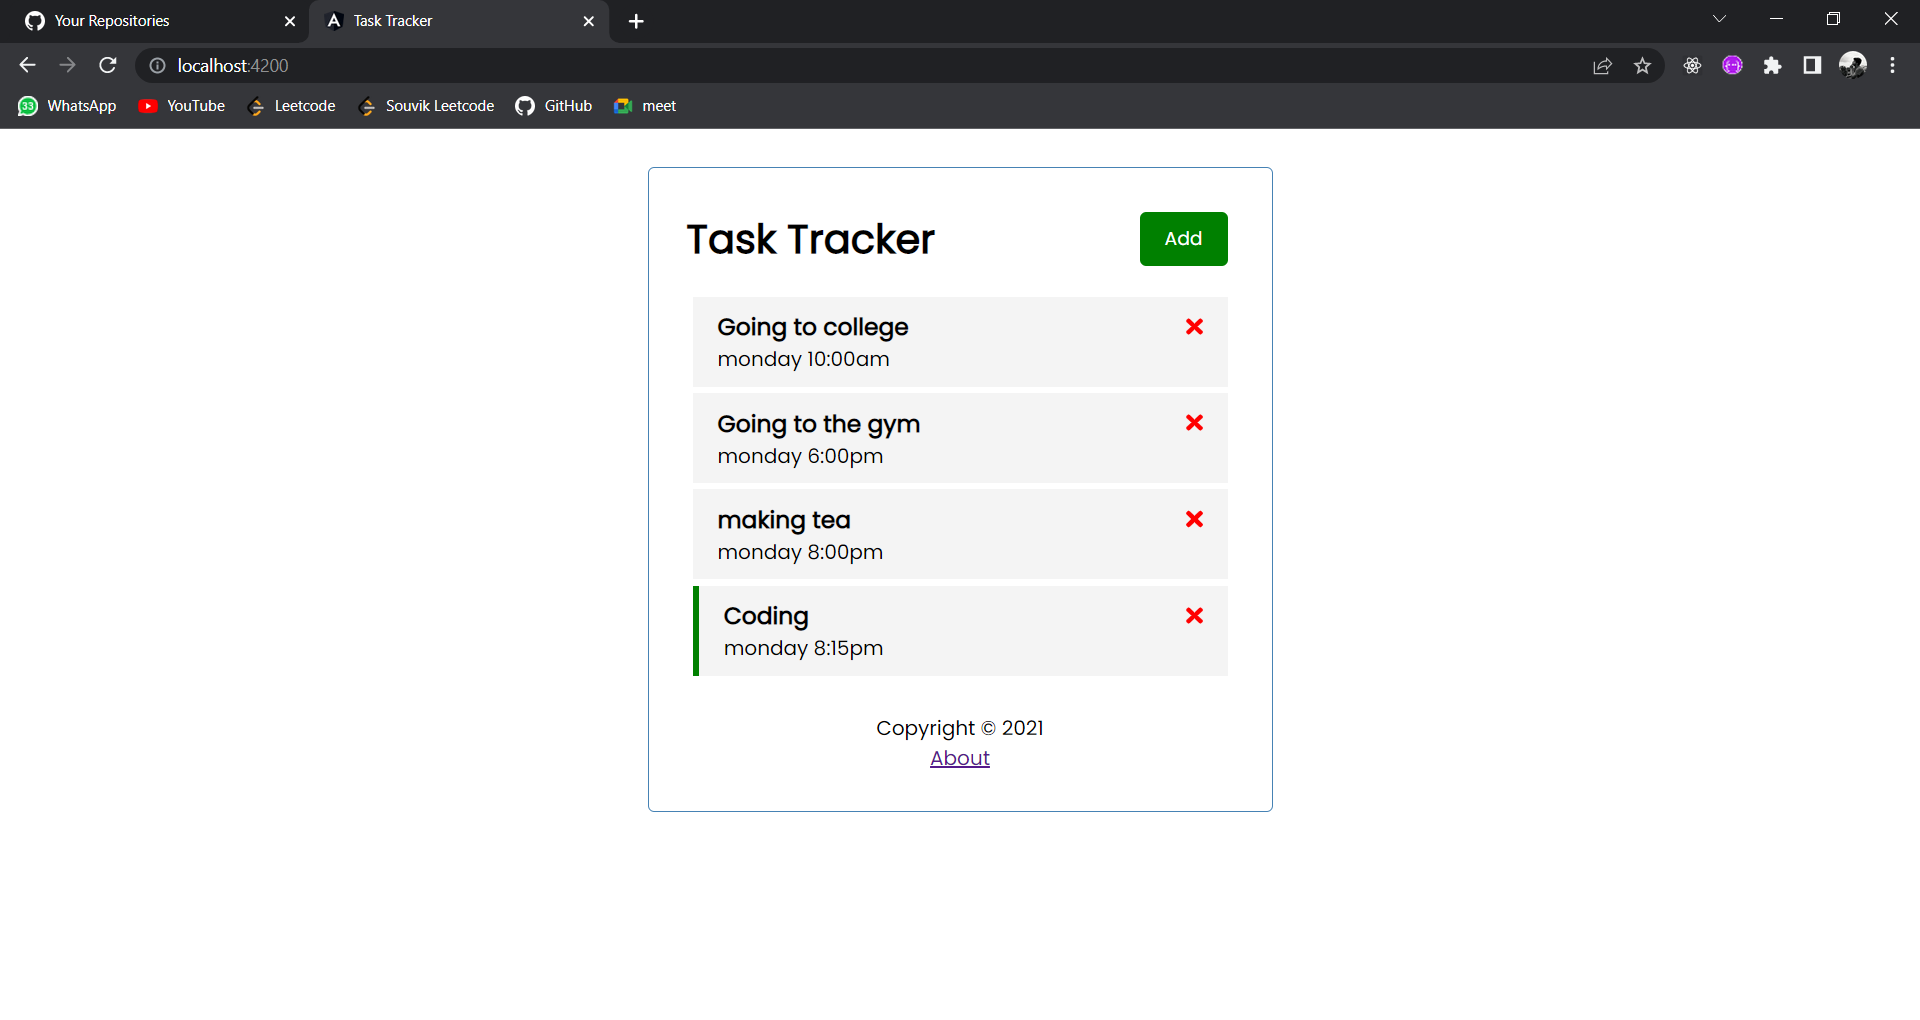 Your Repositories
Task Tracker
localhost:4200
33 WhatsApp
YouTube
Leetcode
Souvik Leetcode
GitHub
meet
Task Tracker
Add
Going to college
monday 10:00am
Going to the gym
monday 6:00pm
making tea
monday 8:00pm
Coding
monday 8:15pm
Copyright © 2021
About